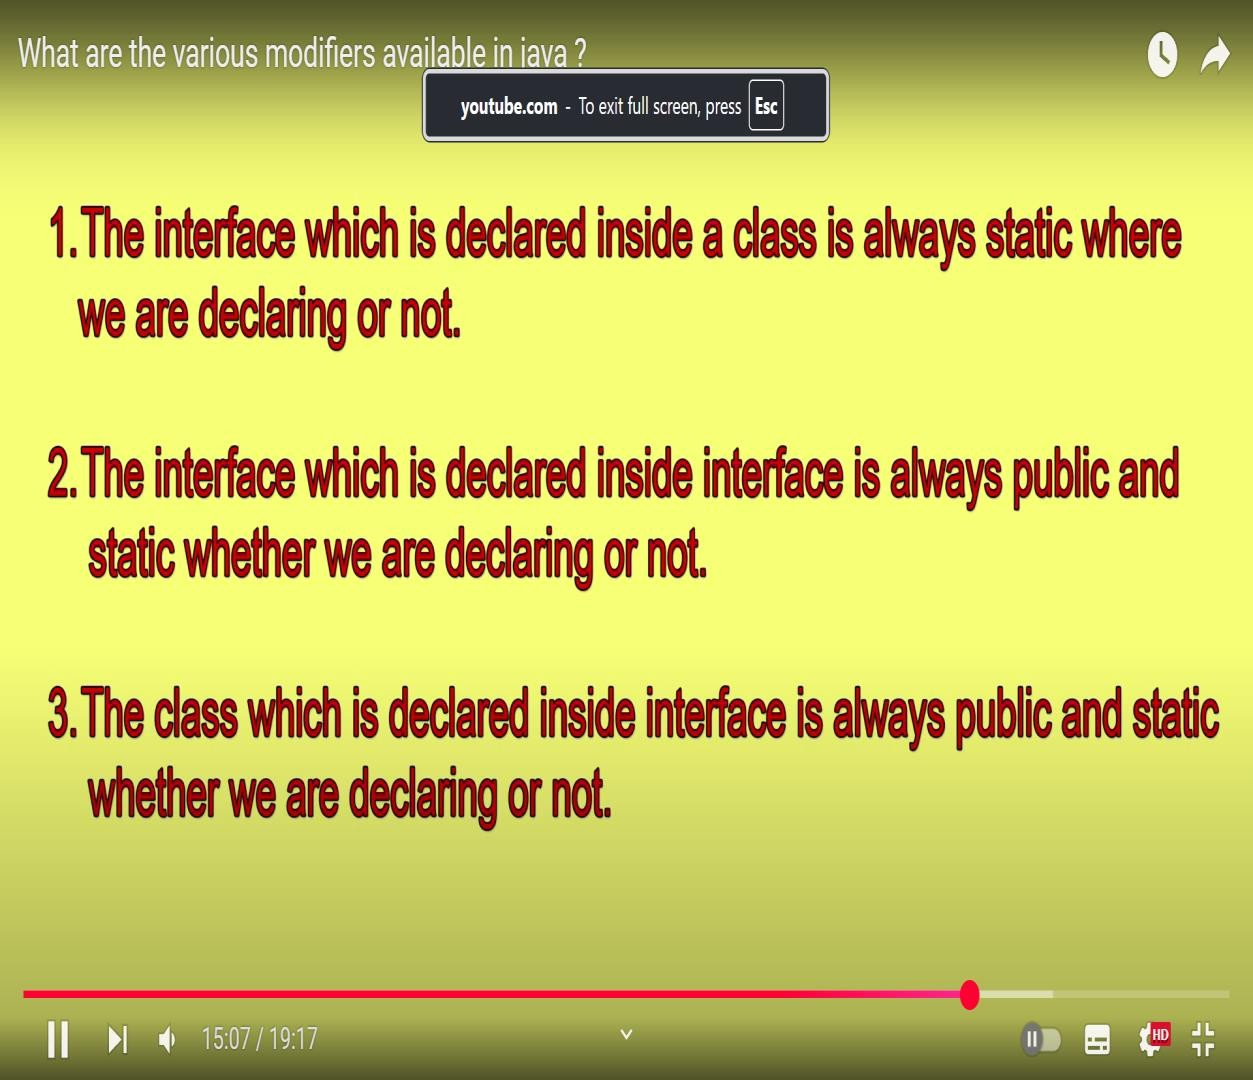 What are the various modifiers available in java ?
youtube.com - To exit full screen, press Esc
1.The interface which is declared inside a class is always static where
we are declaring or not.
2.The interface which is declared inside interface is always public and
static whether we are declaring or not.
3.The class which is declared inside interface is always public and static
whether we are declaring or not.
15:07 / 19:17
HD